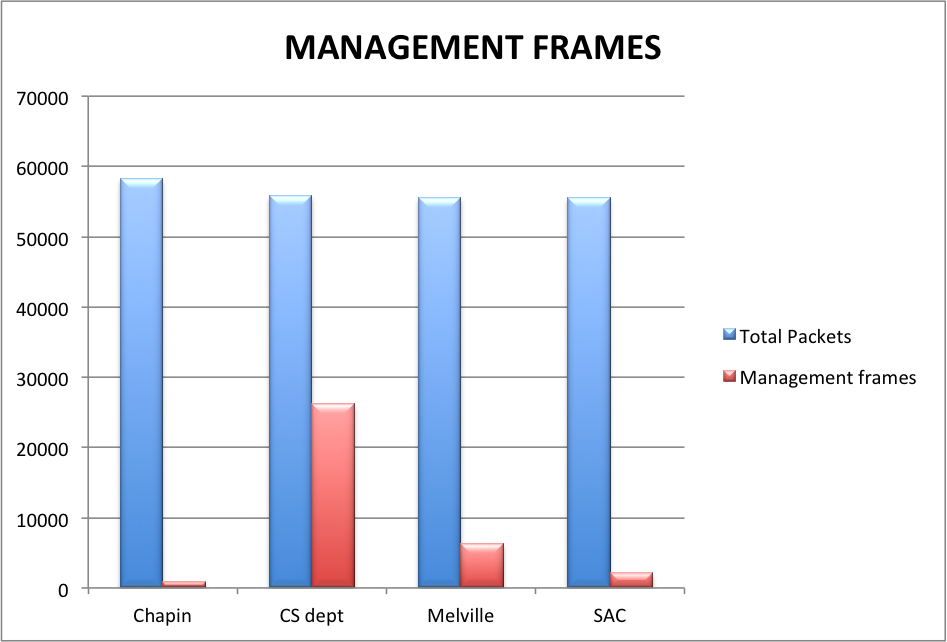 MANAGEMENT FRAMES
70000
60000
50000
40000
30000
20000
10000
0
Chapin CS dept Melville SAC
Total Packets
Management frames